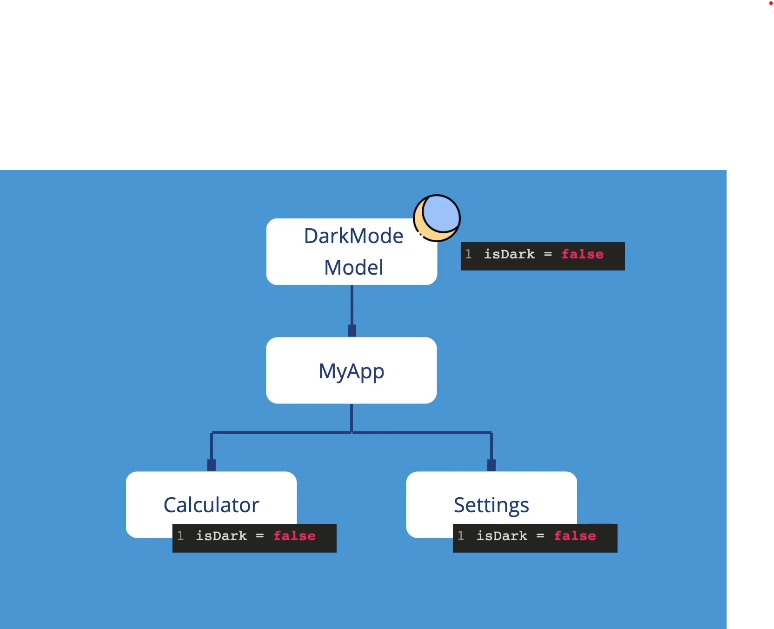 DarkMode
Model
1 isDark = false
MyApp
Calculator
Settings
1 isDark = false
1 isDark = false